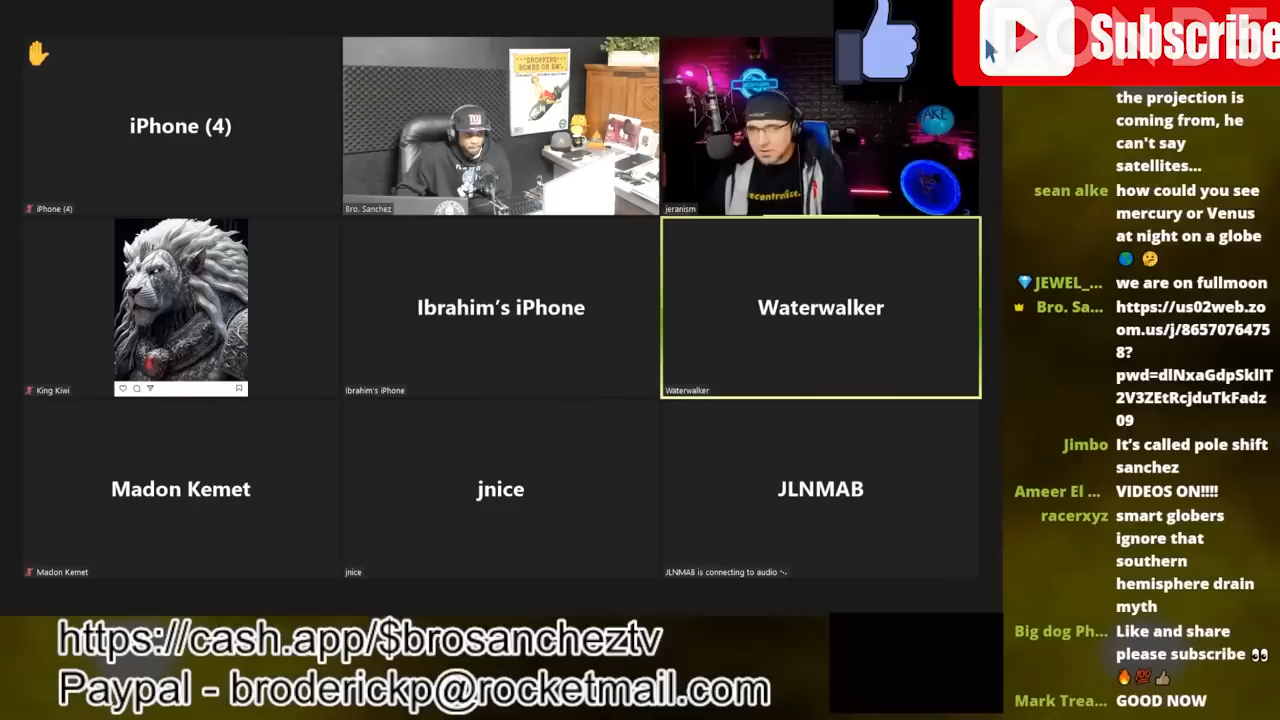 iPhone (4)
iPhone (4)
DROPPING
BOMBS ON EM.
Bro. Sanchez
jeranism
King Kiwi
Ibrahim’s iPhone
Ibrahim's iPhone
Waterwalker
Waterwalker
Madon Kemet
Madon Kemet
jnice
jnice
JLNMAB
JLNMAB is connecting to audio
Subscribe
the projection is
coming from, he
can't say
satellites...
sean alke how could you see
mercury or Venus
at night on a globe
JEWEL_... we are on fullmoon
Bro. Sa... https://us02web.zo
om.us/j/8657076475
8?
pwd=dlNxaGdpSkllT
2V3ZEtRcjduTkFadz
09
Jimbo It’s called pole shift
sanchez
Ameer El ... VIDEOS ON!!!!
racerxyz smart globers
ignore that
southern
hemisphere drain
myth
Big dog Ph... Like and share
please subscribe 👀
🔥 💯 👍🏽
Mark Trea... GOOD NOW
https://cash.app/$brosancheztv
Paypal - broderickp@rocketmail.com